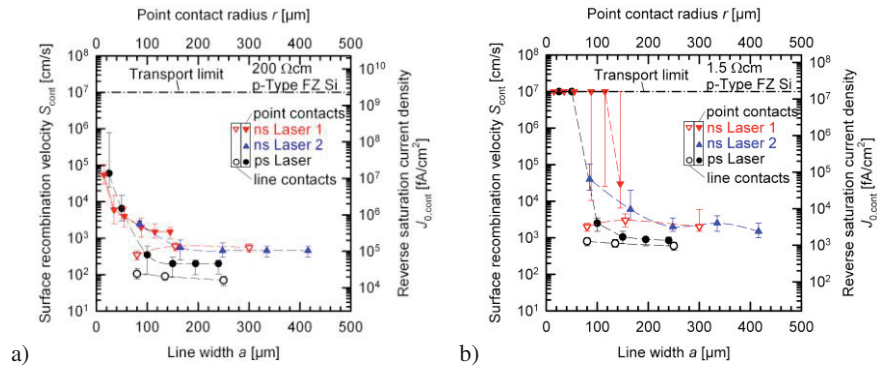 Point contact radius r [µm]
0 100 200 300 400 500
10^8
10^7
10^6
10^5
10^4
10^3
10^2
10^1
Surface recombination velocity S_cont [cm/s]
Transport limit
200 Ωcm
p-Type FZ Si
point contacts
ns Laser 1
ns Laser 2
ps Laser
line contacts
10^10
10^9
10^8
10^7
10^6
10^5
10^4
Reverse saturation current density
J_0,cont [fA/cm²]
0 100 200 300 400 500
a)
Line width a [µm]
Point contact radius r [µm]
0 100 200 300 400 500
10^8
10^7
10^6
10^5
10^4
10^3
10^2
10^1
Surface recombination velocity S_cont [cm/s]
Transport limit
1.5 Ωcm
p-Type FZ Si
point contacts
ns Laser 1
ns Laser 2
ps Laser
line contacts
10^8
10^7
10^6
10^5
10^4
10^3
10^2
Reverse saturation current density
J_0,cont [fA/cm²]
0 100 200 300 400 500
b)
Line width a [µm]